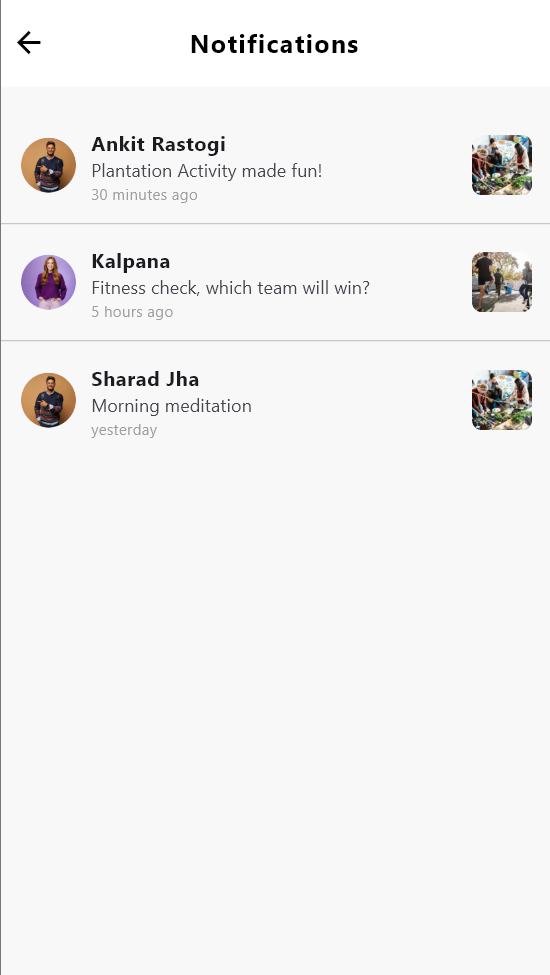 Notifications
Ankit Rastogi
Plantation Activity made fun!
30 minutes ago
Kalpana
Fitness check, which team will win?
5 hours ago
Sharad Jha
Morning meditation
yesterday